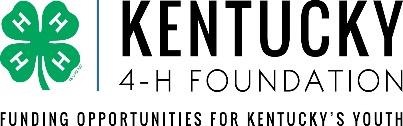 H H
H H
KENTUCKY
4-H FOUNDATION
FUNDING OPPORTUNITIES FOR KENTUCKY'S YOUTH